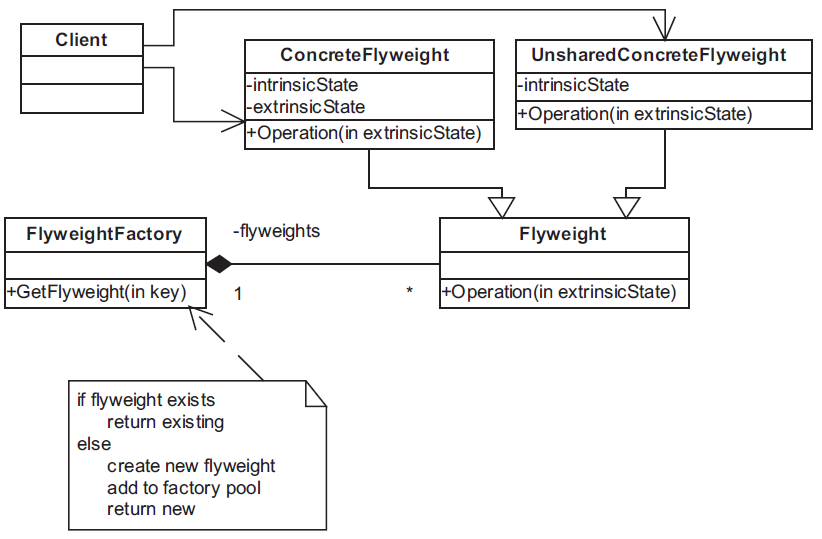 Client
ConcreteFlyweight
-intrinsicState
-extrinsicState
+Operation(in extrinsicState)
UnsharedConcreteFlyweight
-intrinsicState
+Operation(in extrinsicState)
FlyweightFactory
+GetFlyweight(in key)
-flyweights
1
*
Flyweight
+Operation(in extrinsicState)
if flyweight exists
return existing
else
create new flyweight
add to factory pool
return new